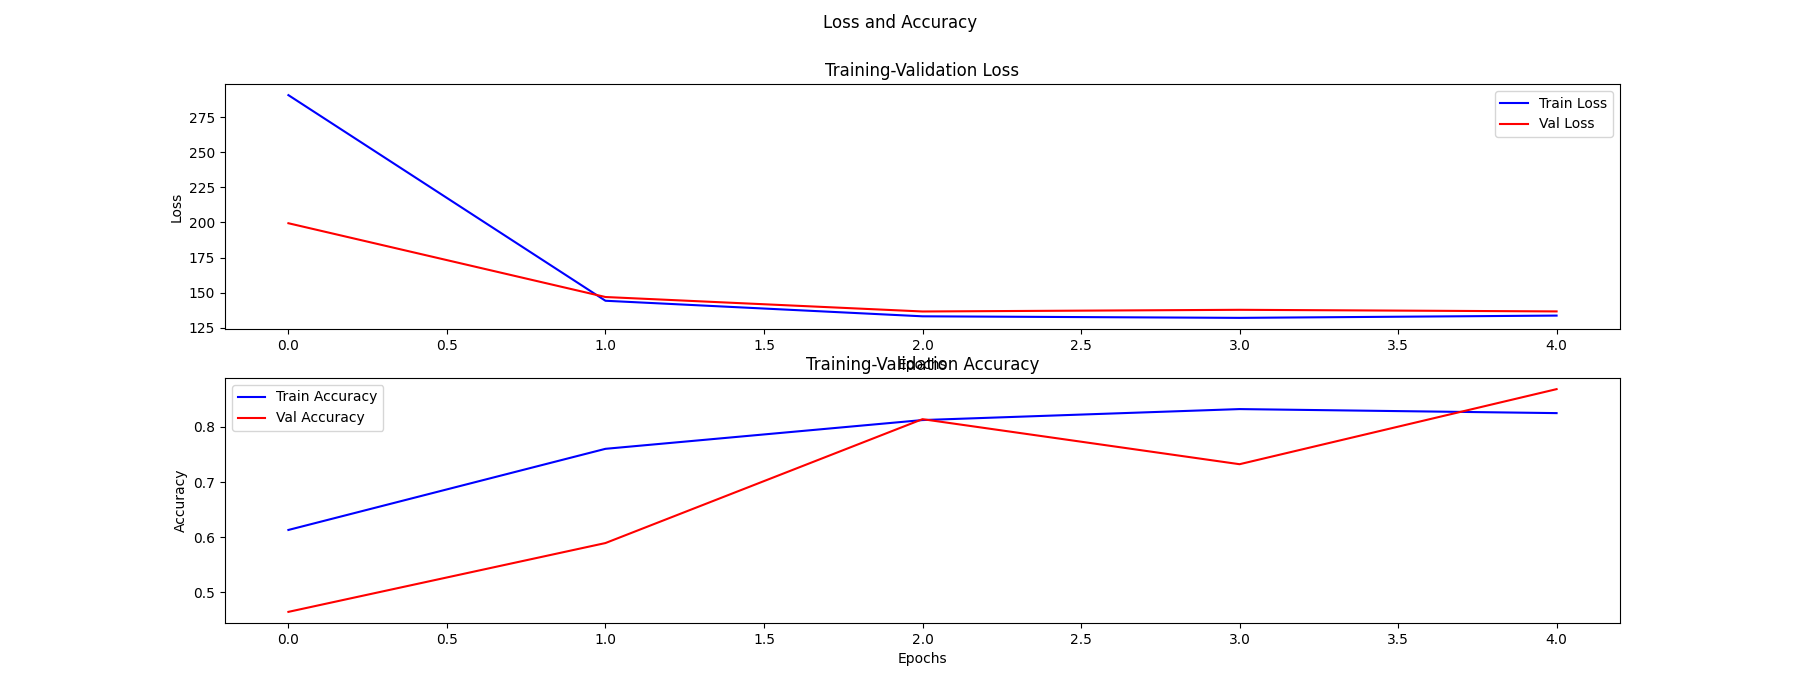 Loss and Accuracy
Training-Validation Loss
275
250
225
200
175
150
125
Loss
Train Loss
Val Loss
0.0 0.5 1.0 1.5 2.0 2.5 3.0 3.5 4.0
Epochs
Training-Validation Accuracy
Train Accuracy
Val Accuracy
0.8
0.7
0.6
0.5
Accuracy
0.0 0.5 1.0 1.5 2.0 2.5 3.0 3.5 4.0
Epochs